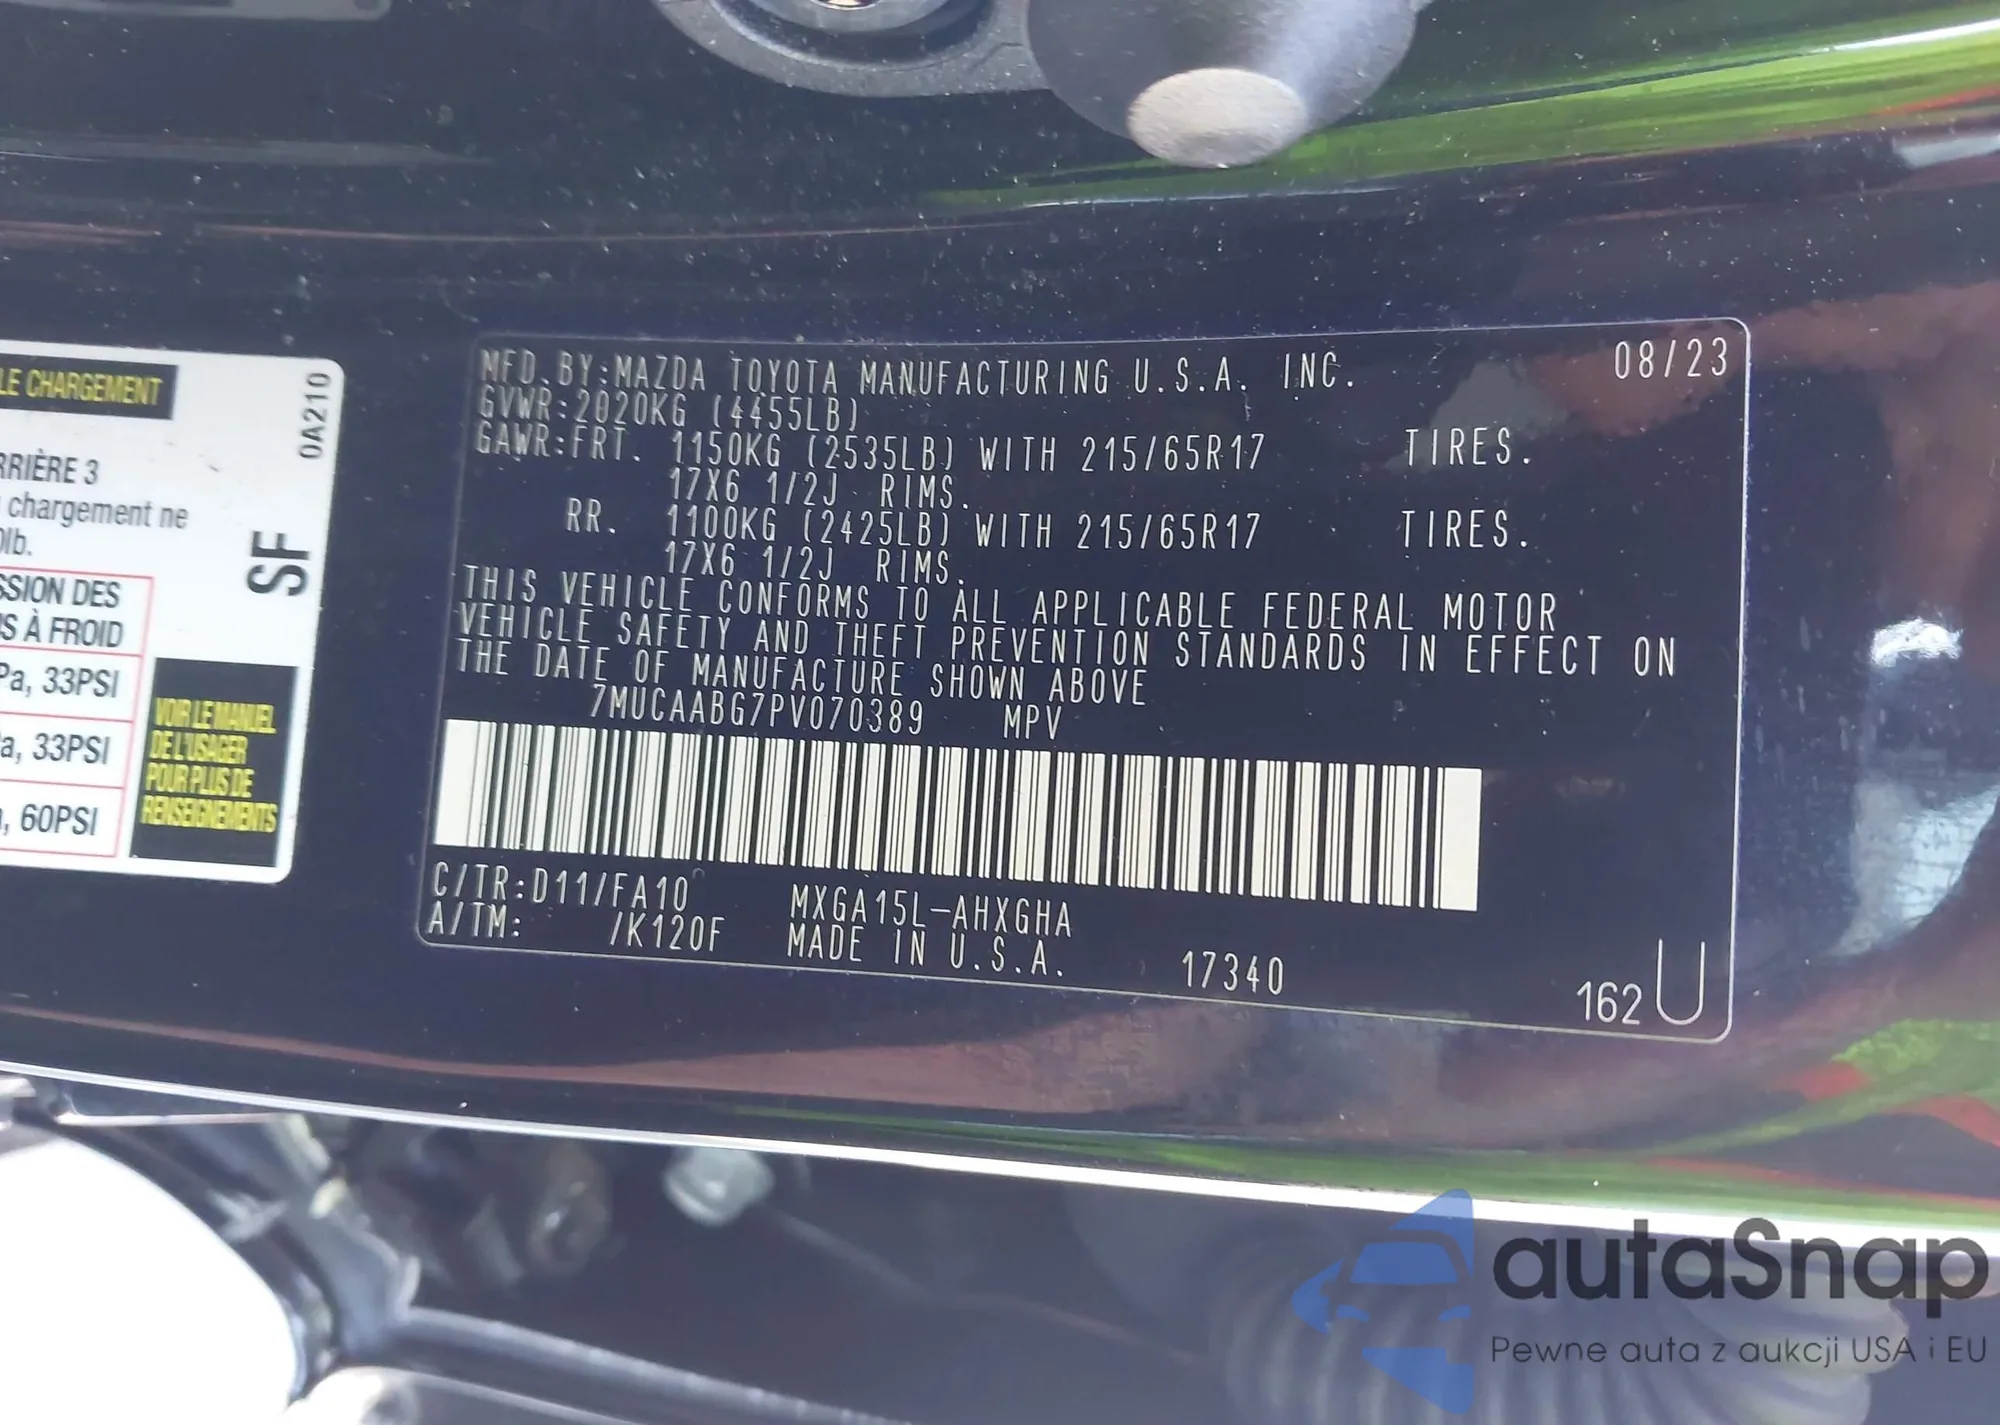 LE CHARGEMENT
0A210
RRIÈRE 3
chargement ne
0lb.
SF
SSION DES
S À FROID
Pa, 33PSI
a, 33PSI
, 60PSI
VOIR LE MANUEL
DE L'USAGER
POUR PLUS DE
RENSEIGNEMENTS
MFD. BY: MAZDA TOYOTA MANUFACTURING U.S.A. INC. 08/23
GVWR:2020KG (4455LB)
GAWR:FRT. 1150KG (2535LB) WITH 215/65R17 TIRES.
17X6 1/2J RIMS.
RR. 1100KG (2425LB) WITH 215/65R17 TIRES.
17X6 1/2J RIMS.
THIS VEHICLE CONFORMS TO ALL APPLICABLE FEDERAL MOTOR
VEHICLE SAFETY AND THEFT PREVENTION STANDARDS IN EFFECT ON
THE DATE OF MANUFACTURE SHOWN ABOVE
7MUCAABG7PV070389 MPV
C/TR:D11/FA10 MXGA15L-AHXGHA
A/TM: /K120F MADE IN U.S.A. 17340
162 U
autaSnap
Pewne auta z aukcji USA i EU